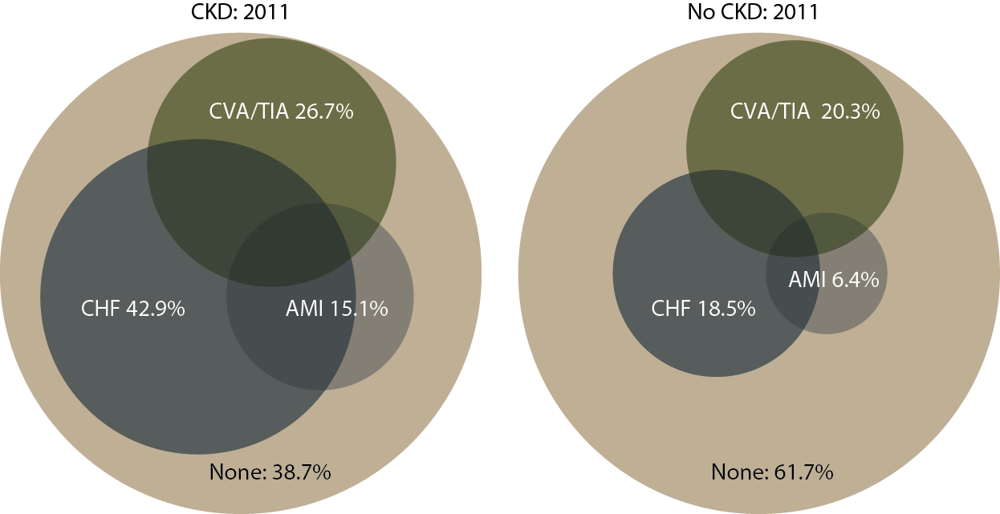 CKD: 2011
CVA/TIA 26.7%
CHF 42.9%
AMI 15.1%
None: 38.7%
No CKD: 2011
CVA/TIA  20.3%
AMI 6.4%
CHF 18.5%
None: 61.7%